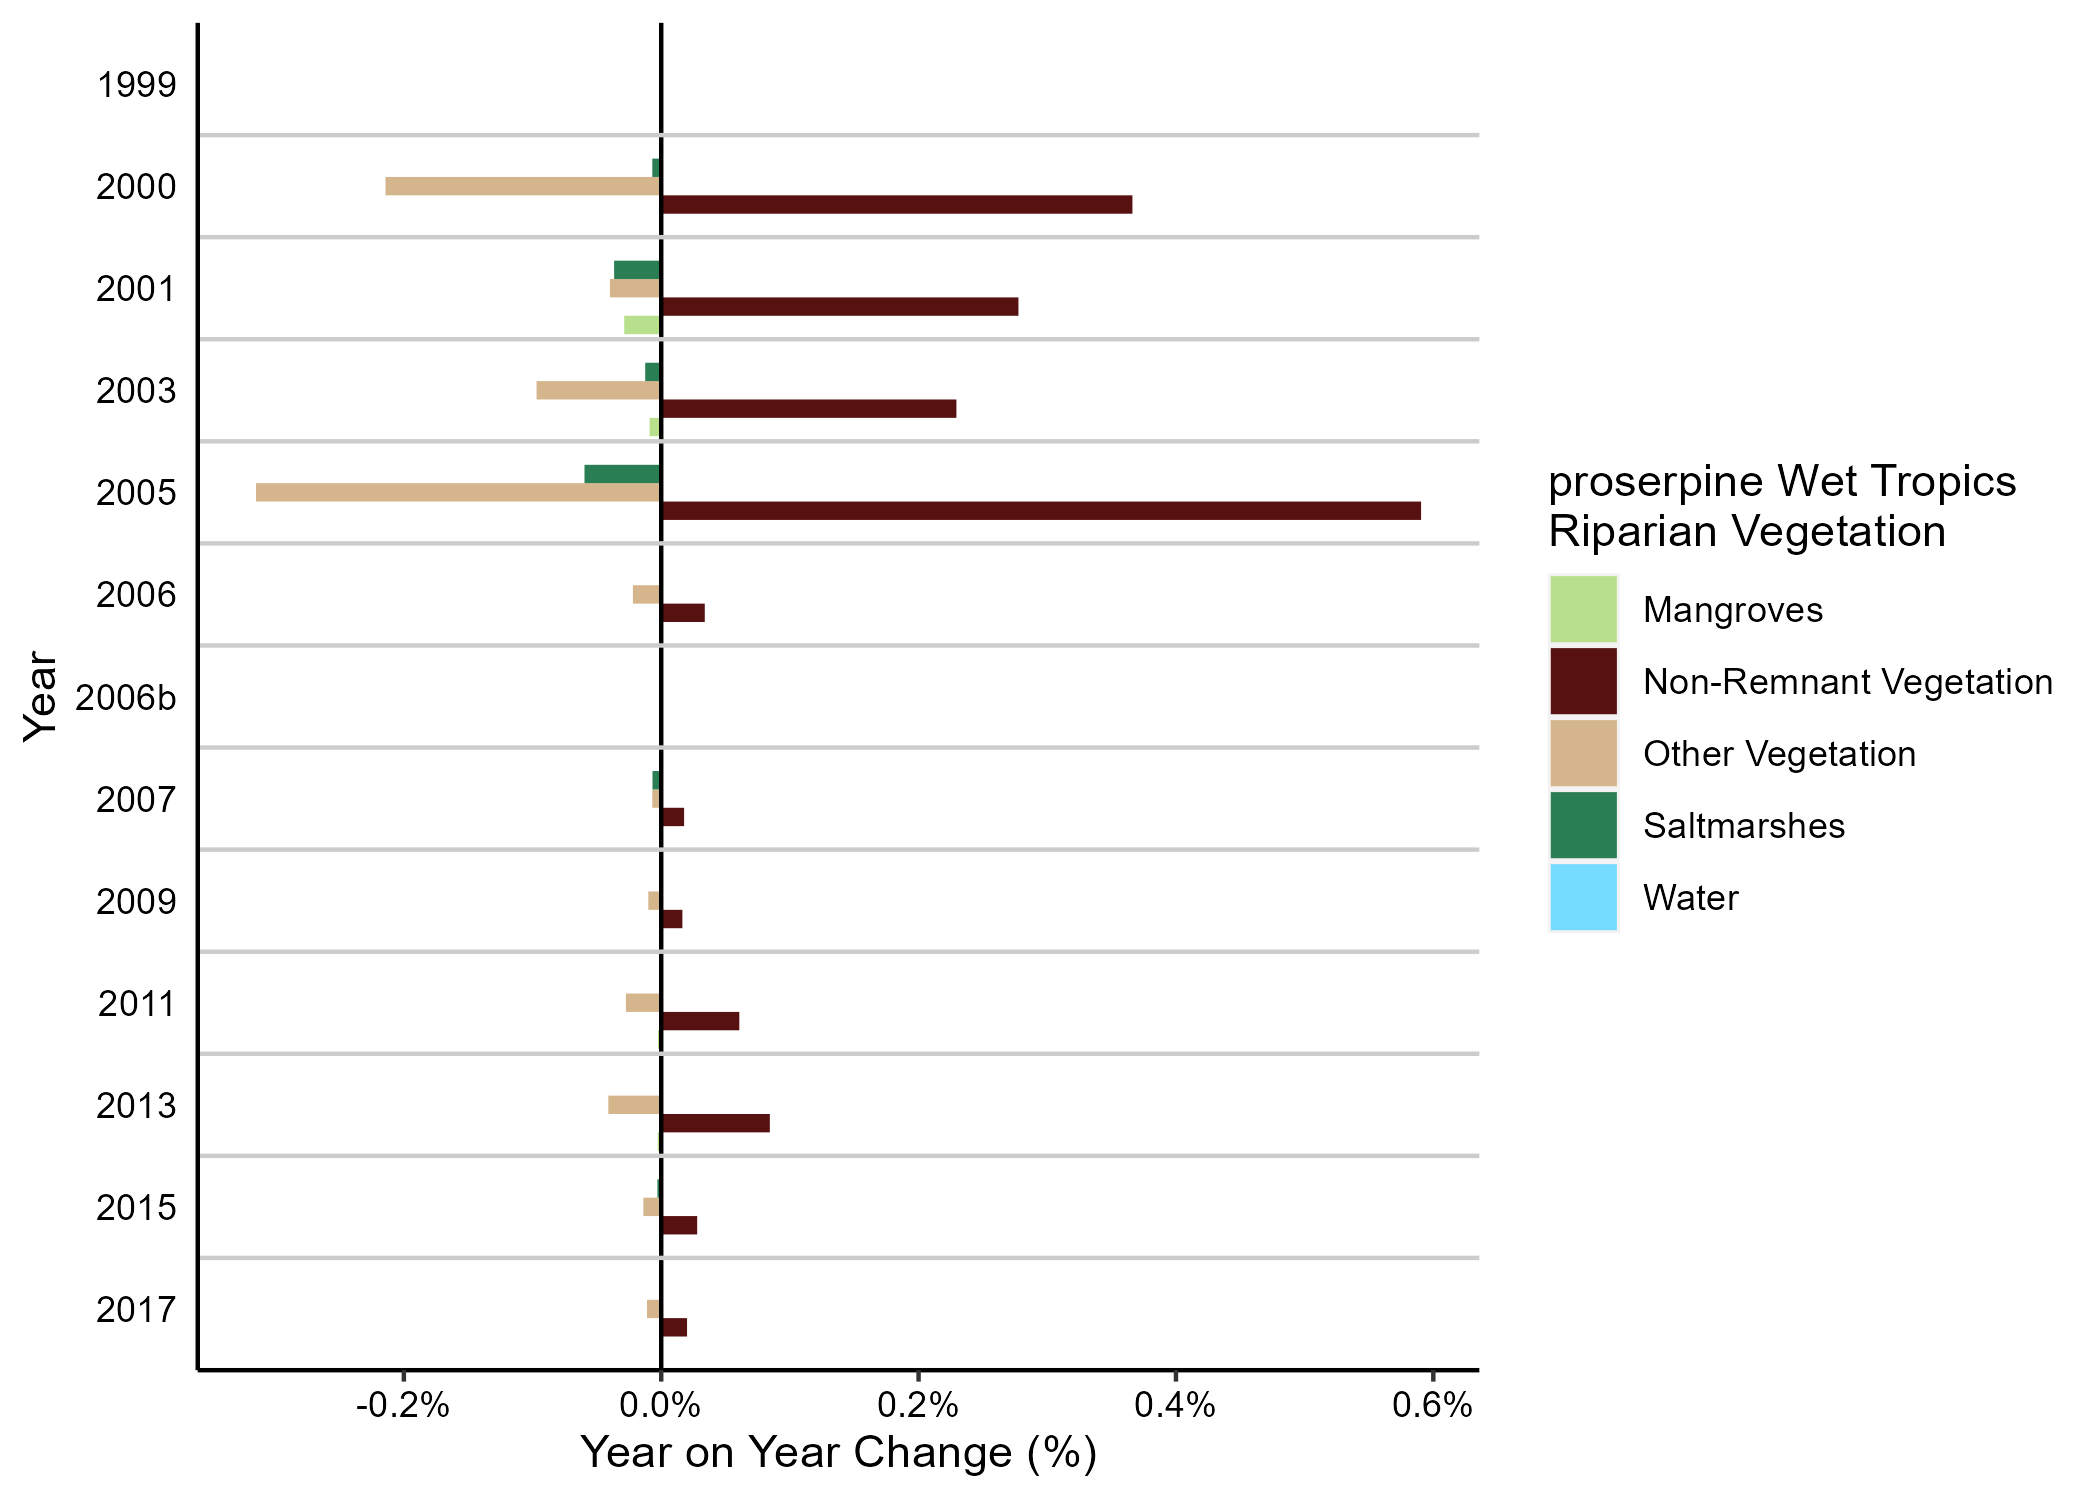 1999
2000
2001
2003
2005
2006
2006b
2007
2009
2011
2013
2015
2017
Year
-0.2%
0.0%
0.2%
0.4%
0.6%
Year on Year Change (%)
proserpine Wet Tropics
Riparian Vegetation
Mangroves
Non-Remnant Vegetation
Other Vegetation
Saltmarshes
Water